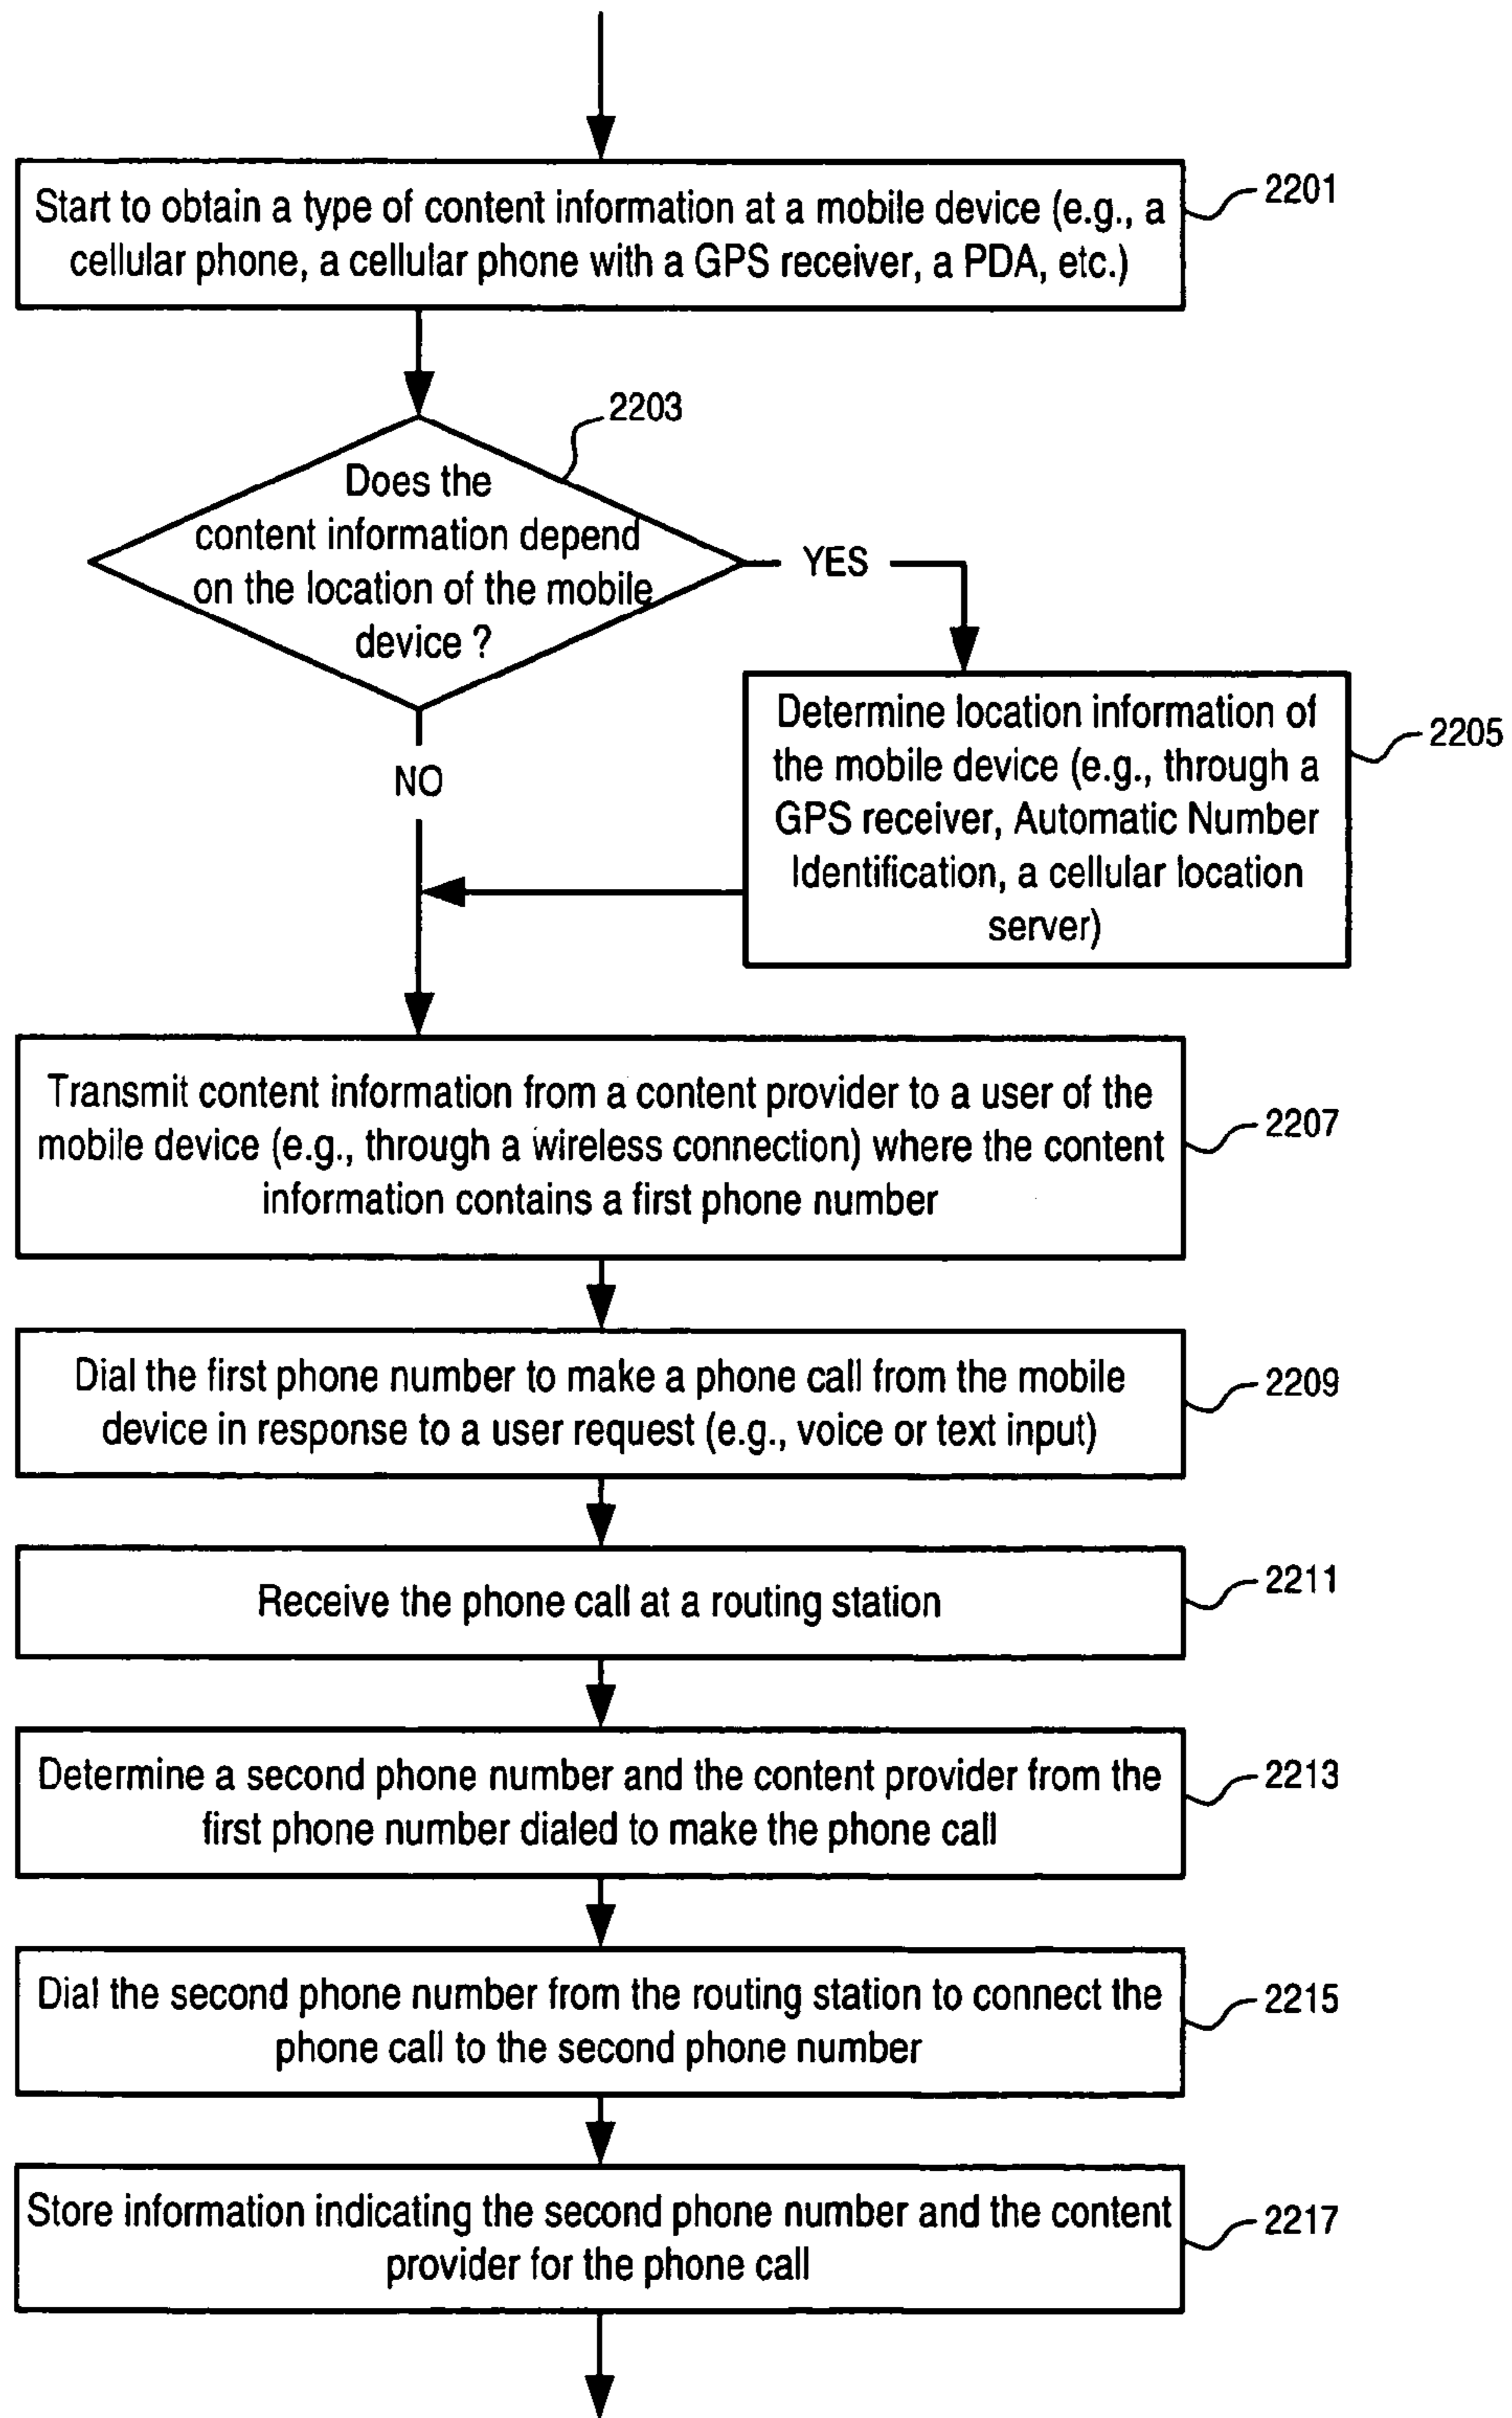 Start to obtain a type of content information at a mobile device (e.g., a
cellular phone, a cellular phone with a GPS receiver, a PDA, etc.)
2201
2203
Does the
content information depend
on the location of the mobile
device ?
YES
NO
Determine location information of
the mobile device (e.g., through a
GPS receiver, Automatic Number
Identification, a cellular location
server)
2205
Transmit content information from a content provider to a user of the
mobile device (e.g., through a wireless connection) where the content
information contains a first phone number
2207
Dial the first phone number to make a phone call from the mobile
device in response to a user request (e.g., voice or text input)
2209
Receive the phone call at a routing station
2211
Determine a second phone number and the content provider from the
first phone number dialed to make the phone call
2213
Dial the second phone number from the routing station to connect the
phone call to the second phone number
2215
Store information indicating the second phone number and the content
provider for the phone call
2217